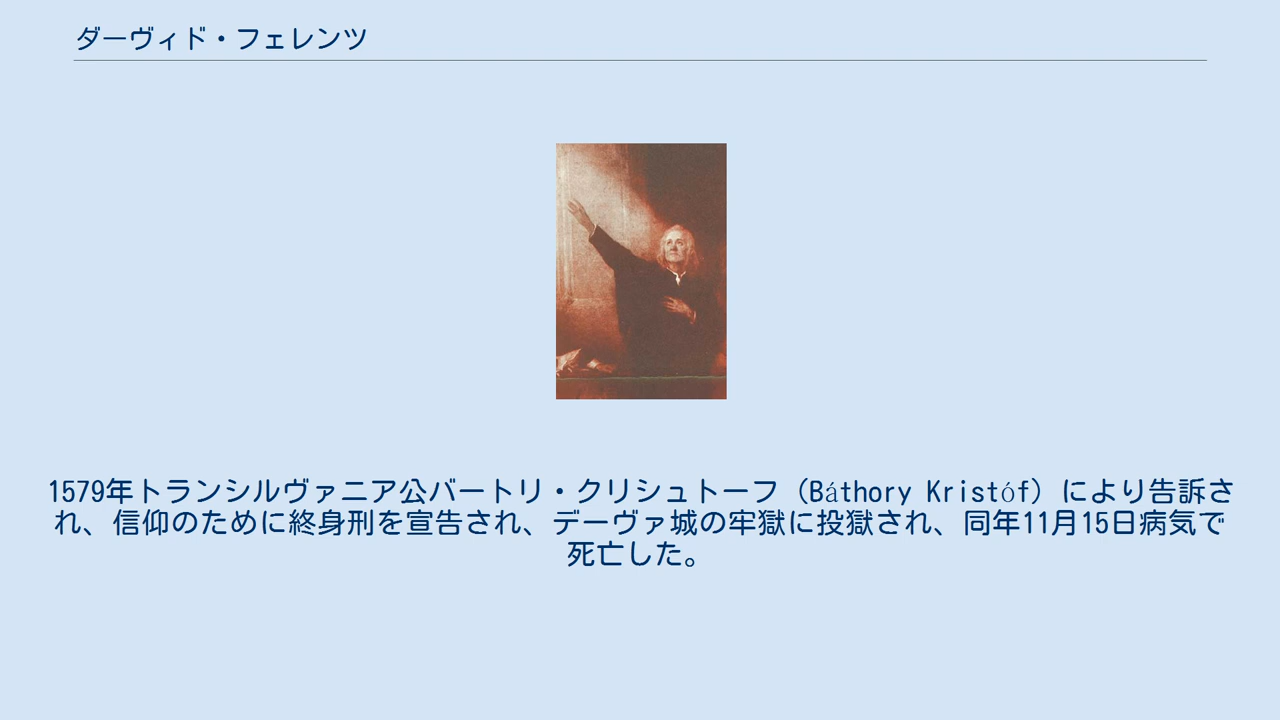 ダーヴィド・フェレンツ
1579年トランシルヴァニア公バートリ・クリシュトーフ（Báthory Kristóf）により告訴さ
れ、信仰のために終身刑を宣告され、デーヴァ城の牢獄に投獄され、同年11月15日病気で
死亡した。